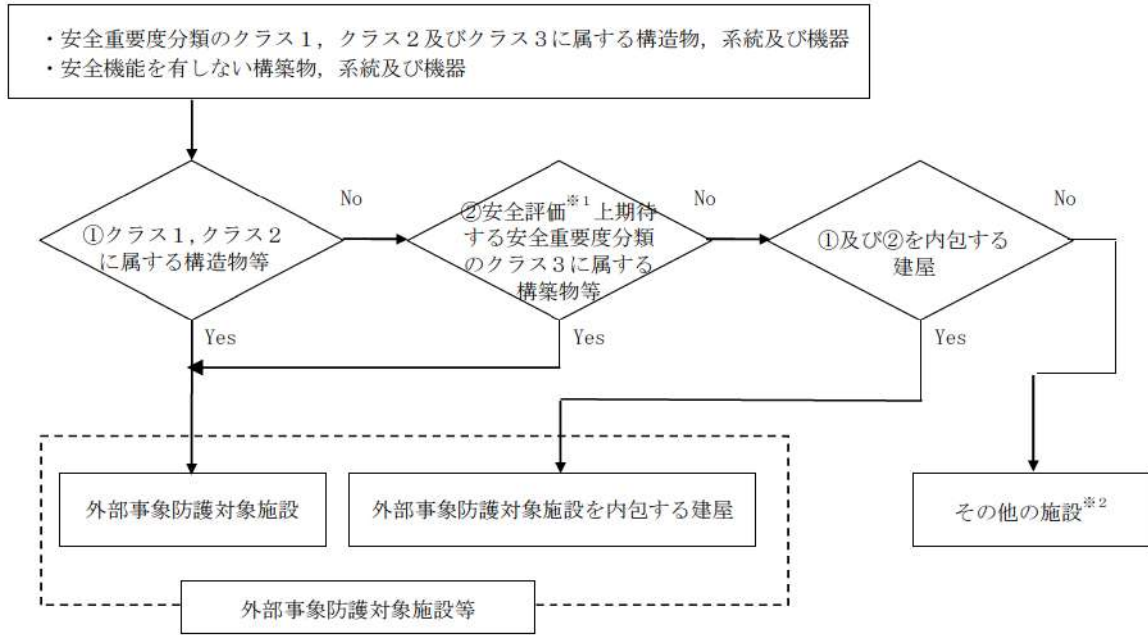 ・安全重要度分類のクラス１，クラス２及びクラス３に属する構造物，系統及び機器
・安全機能を有しない構築物，系統及び機器
①クラス１，クラス２
に属する構造物等
No
②安全評価※1上期待
する安全重要度分類
のクラス３に属する
構築物等
No
①及び②を内包する
建屋
No
Yes
Yes
Yes
外部事象防護対象施設
外部事象防護対象施設を内包する建屋
その他の施設※2
外部事象防護対象施設等